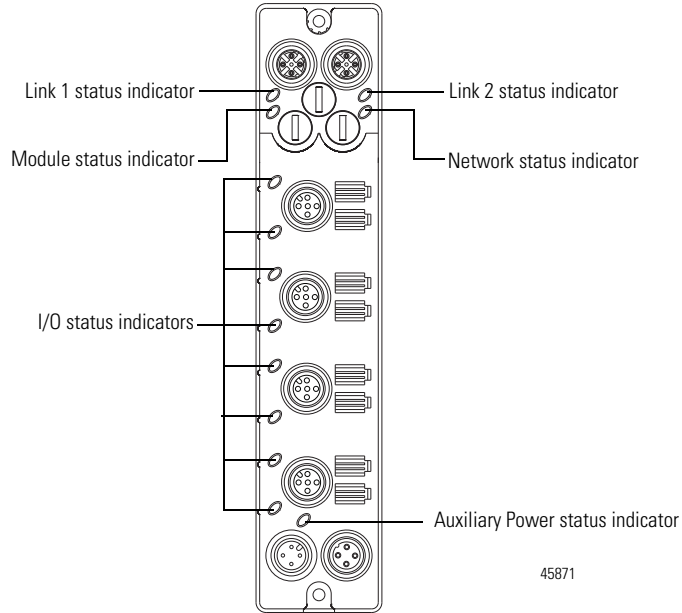 Link 1 status indicator
Link 2 status indicator
Module status indicator
Network status indicator
I/O status indicators
Auxiliary Power status indicator
45871